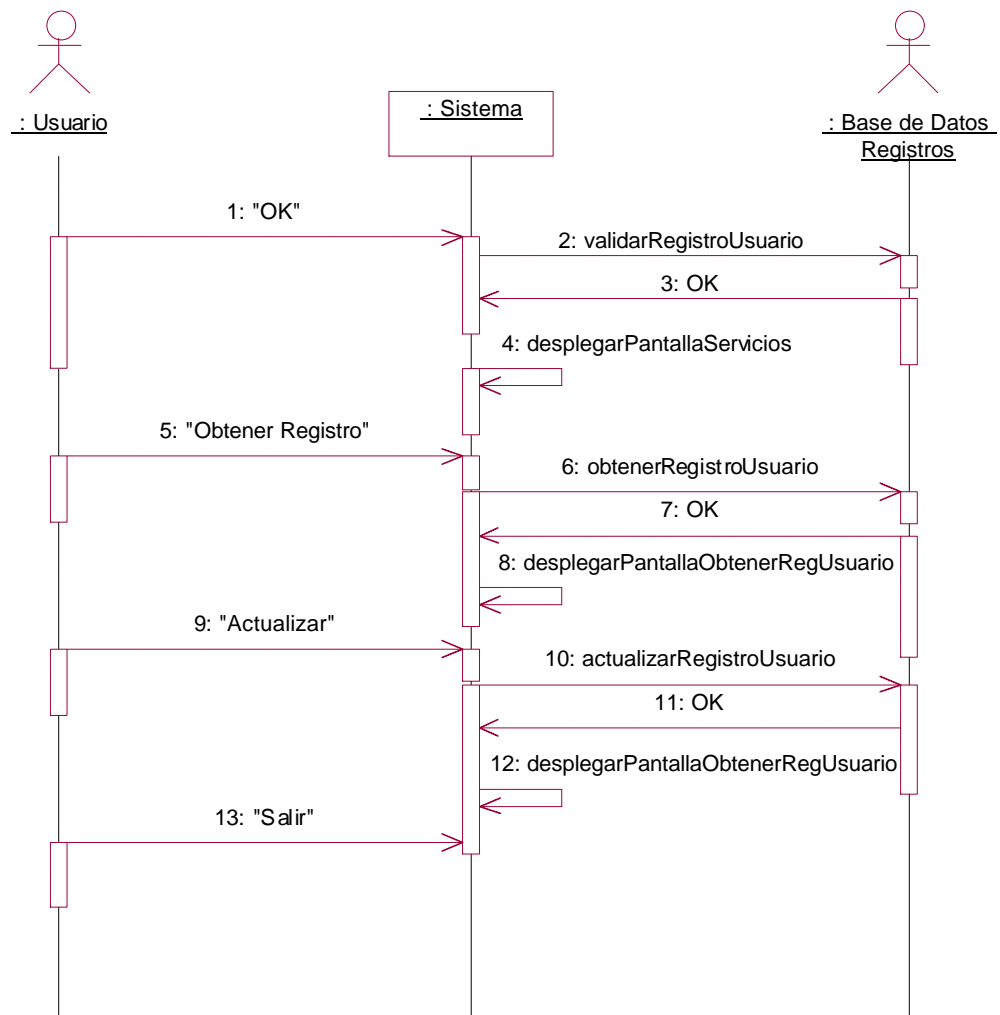 : Usuario
: Sistema
: Base de Datos
Registros
1: "OK"
2: validarRegistroUsuario
3: OK
4: desplegarPantallaServicios
5: "Obtener Registro"
6: obtenerRegistroUsuario
7: OK
8: desplegarPantallaObtenerRegUsuario
9: "Actualizar"
10: actualizarRegistroUsuario
11: OK
12: desplegarPantallaObtenerRegUsuario
13: "Salir"